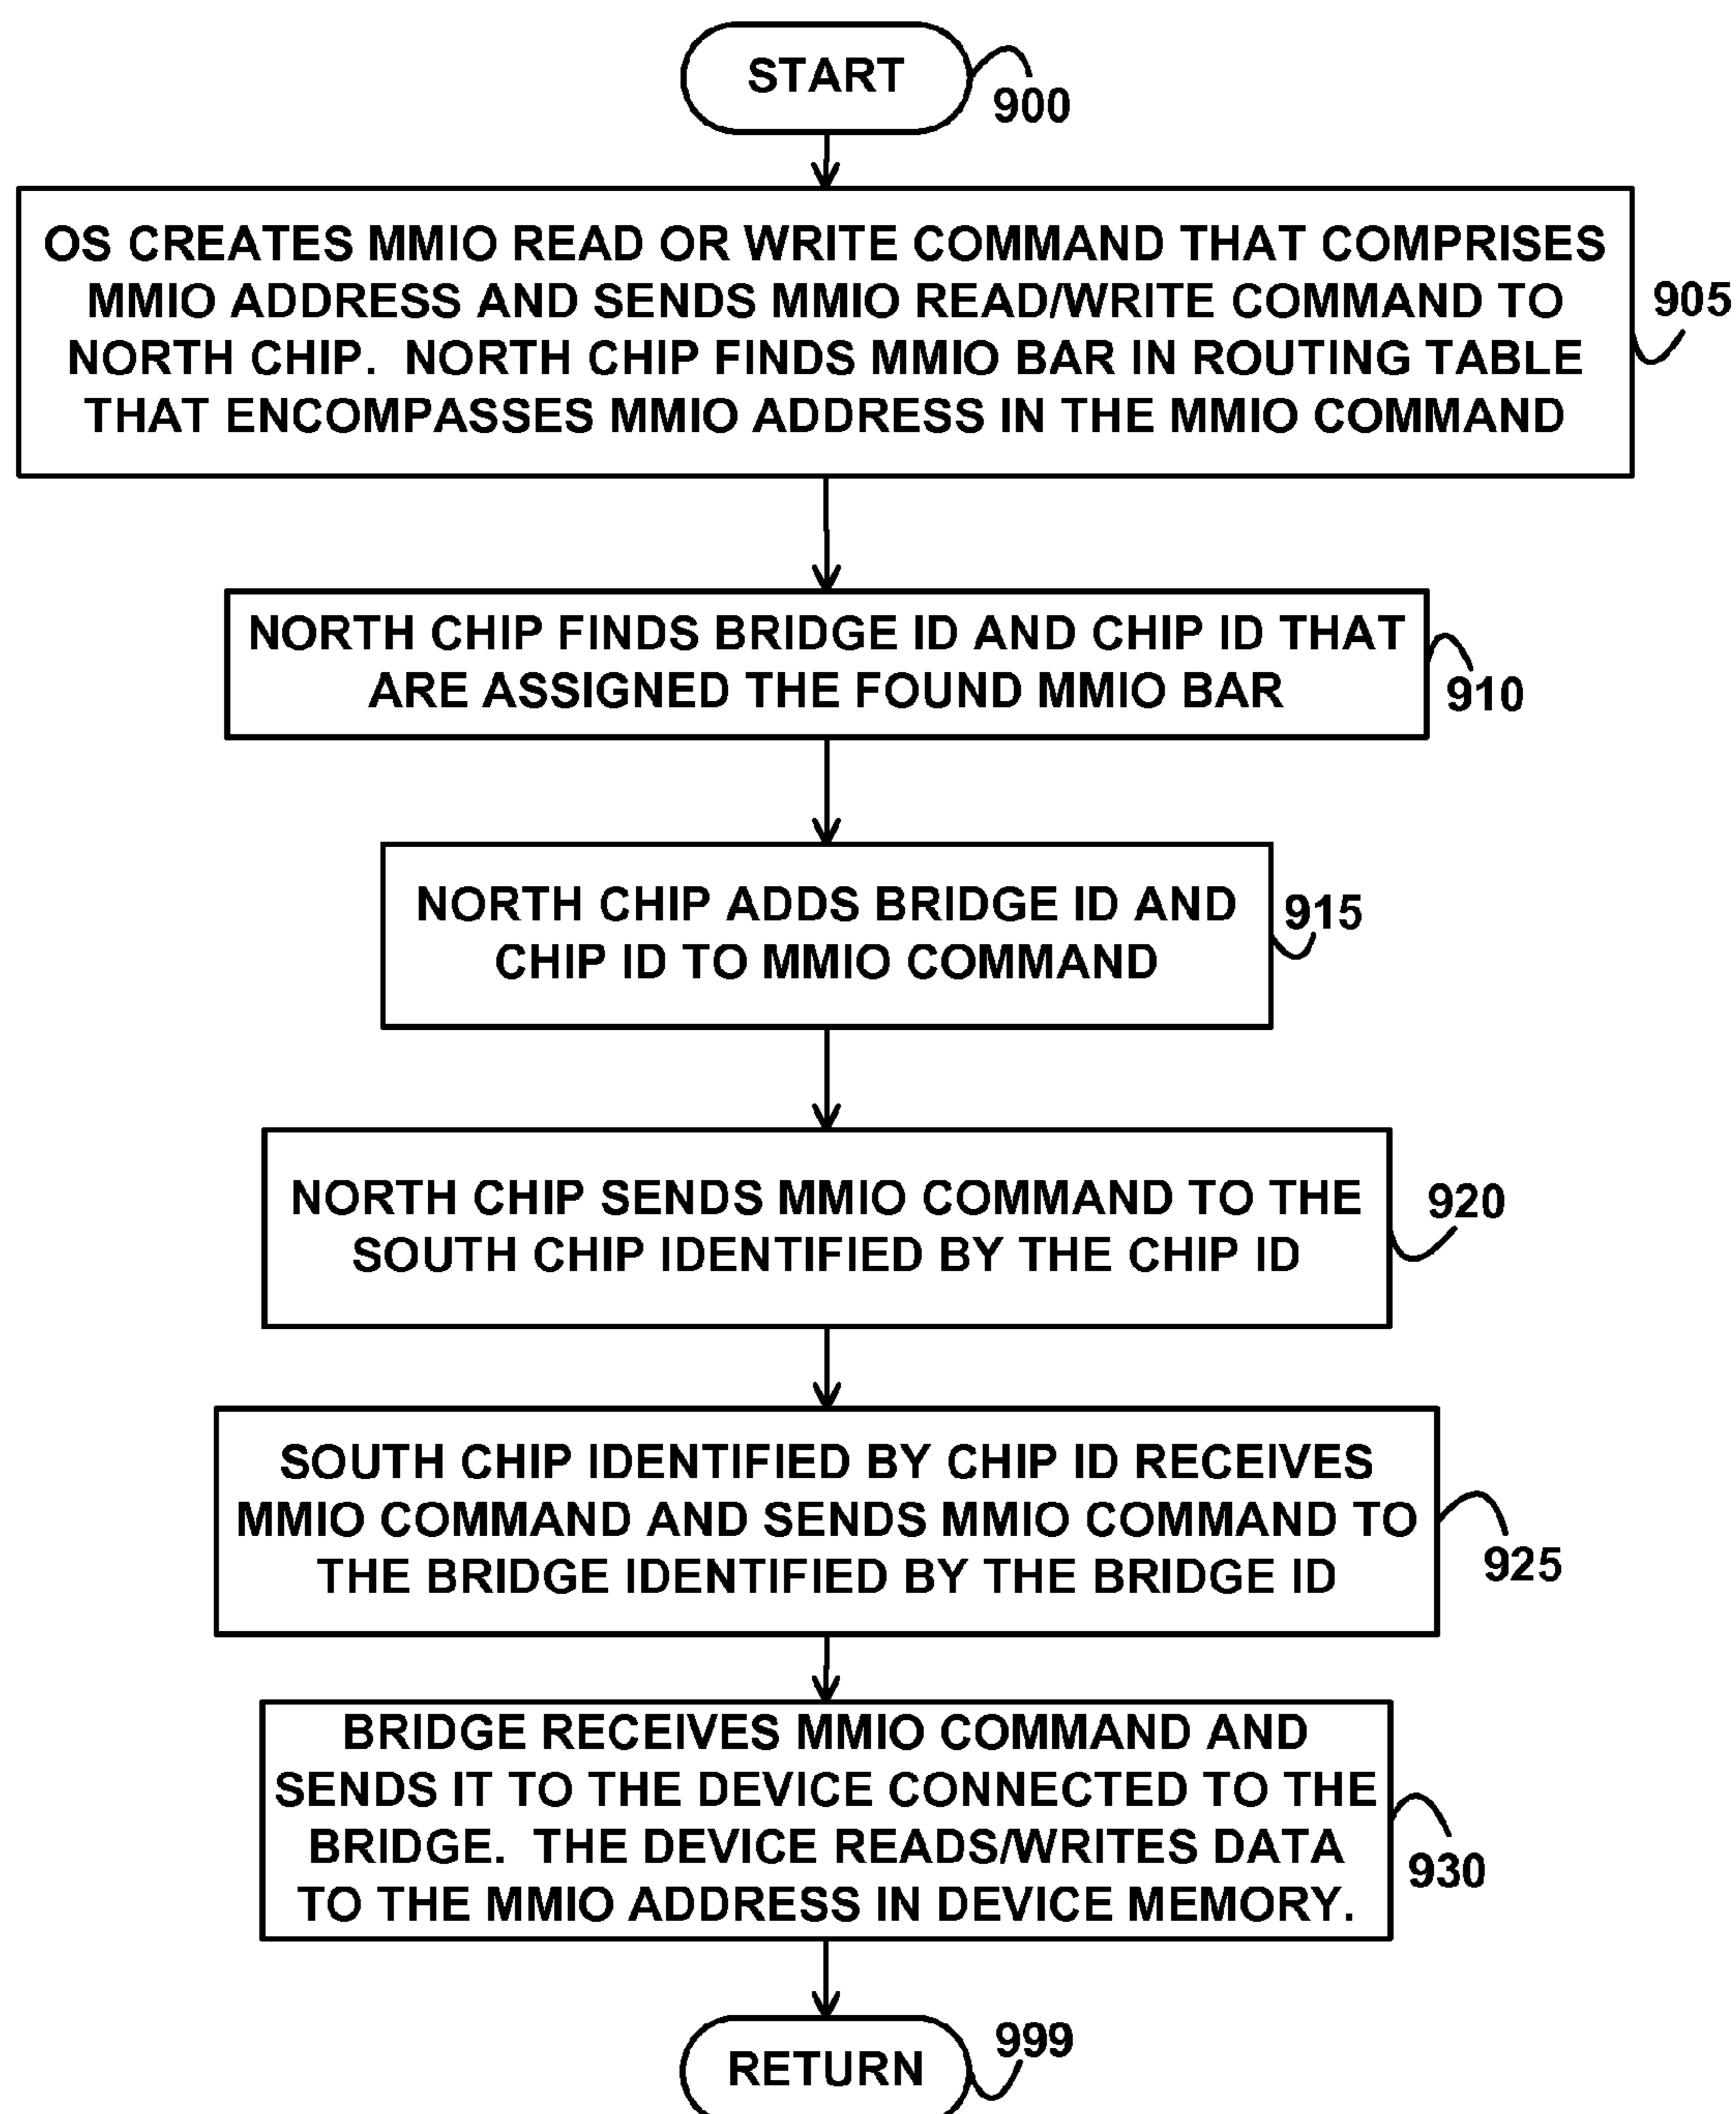 START
900
OS CREATES MMIO READ OR WRITE COMMAND THAT COMPRISES
MMIO ADDRESS AND SENDS MMIO READ/WRITE COMMAND TO
NORTH CHIP. NORTH CHIP FINDS MMIO BAR IN ROUTING TABLE
THAT ENCOMPASSES MMIO ADDRESS IN THE MMIO COMMAND
905
NORTH CHIP FINDS BRIDGE ID AND CHIP ID THAT
ARE ASSIGNED THE FOUND MMIO BAR
910
NORTH CHIP ADDS BRIDGE ID AND
CHIP ID TO MMIO COMMAND
915
NORTH CHIP SENDS MMIO COMMAND TO THE
SOUTH CHIP IDENTIFIED BY THE CHIP ID
920
SOUTH CHIP IDENTIFIED BY CHIP ID RECEIVES
MMIO COMMAND AND SENDS MMIO COMMAND TO
THE BRIDGE IDENTIFIED BY THE BRIDGE ID
925
BRIDGE RECEIVES MMIO COMMAND AND
SENDS IT TO THE DEVICE CONNECTED TO THE
BRIDGE. THE DEVICE READS/WRITES DATA
TO THE MMIO ADDRESS IN DEVICE MEMORY.
930
RETURN
999